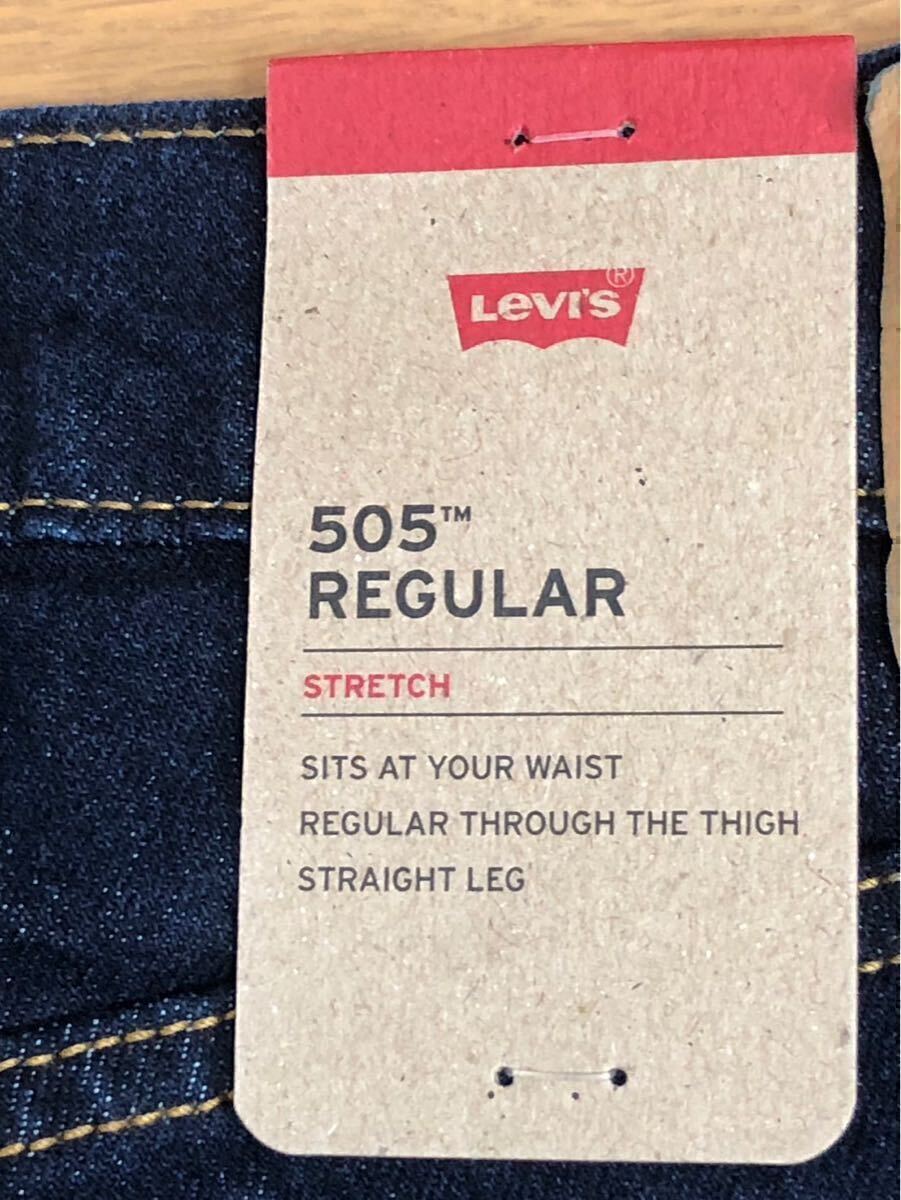 LEVI'S®
505™
REGULAR
STRETCH
SITS AT YOUR WAIST
REGULAR THROUGH THE THIGH
STRAIGHT LEG